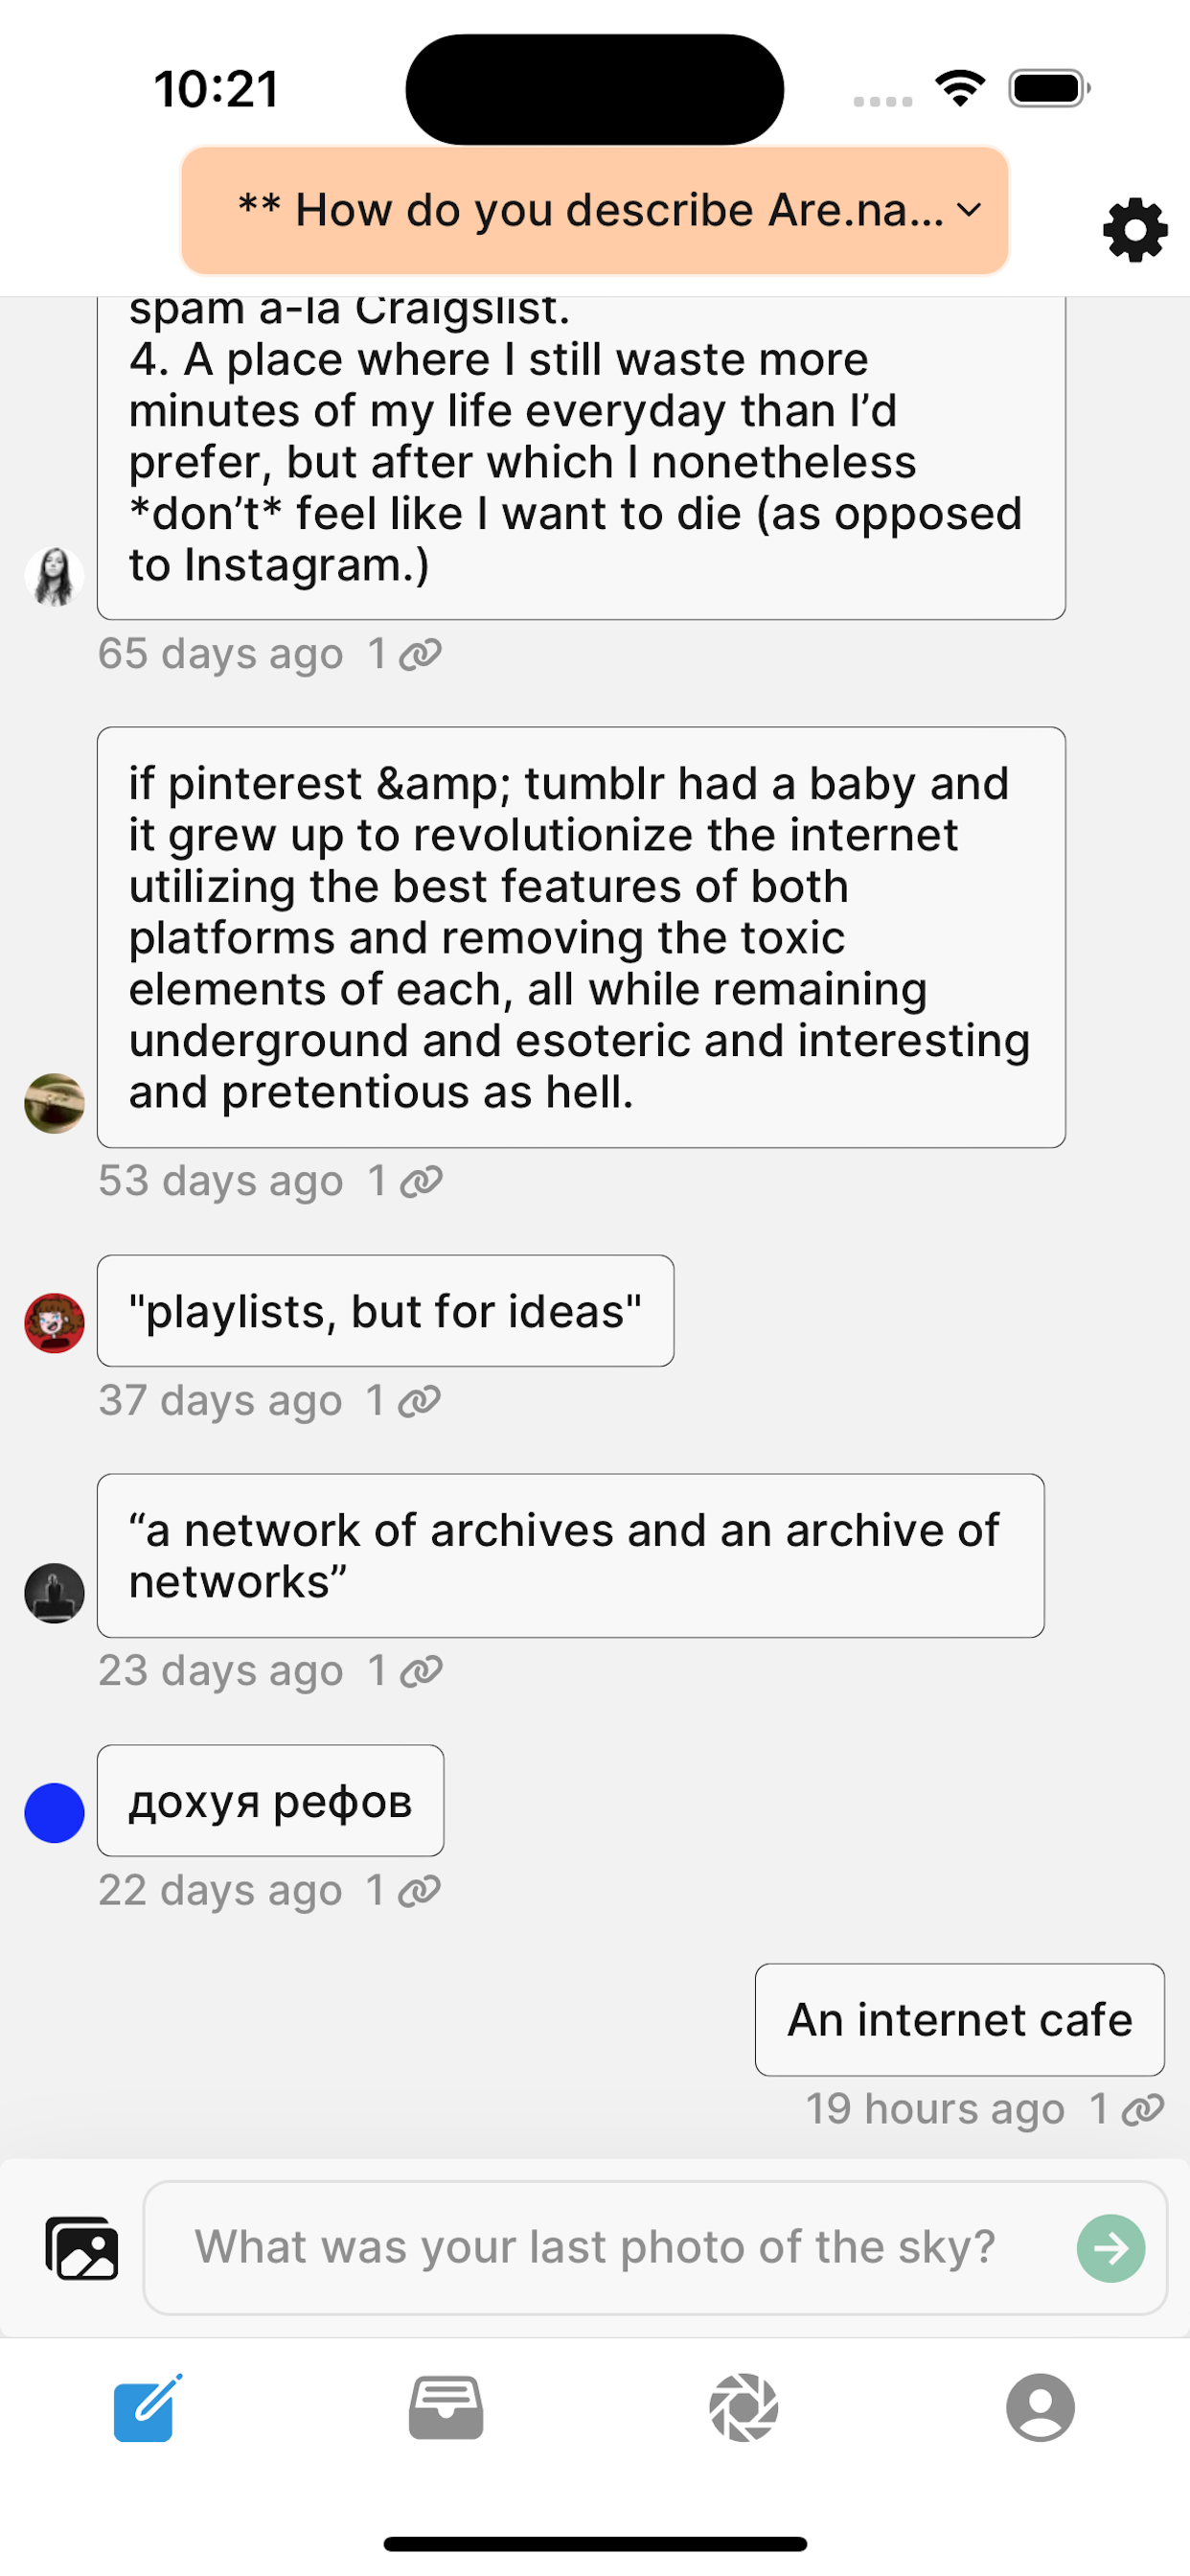 10:21
** How do you describe Are.na...
spam a-la Craigslist.
4. A place where I still waste more
minutes of my life everyday than I’d
prefer, but after which I nonetheless
*don’t* feel like I want to die (as opposed
to Instagram.)
65 days ago 1
if pinterest &amp; tumblr had a baby and
it grew up to revolutionize the internet
utilizing the best features of both
platforms and removing the toxic
elements of each, all while remaining
underground and esoteric and interesting
and pretentious as hell.
53 days ago 1
"playlists, but for ideas"
37 days ago 1
“a network of archives and an archive of
networks”
23 days ago 1
дохуя рефов
22 days ago 1
An internet cafe
19 hours ago 1
What was your last photo of the sky?